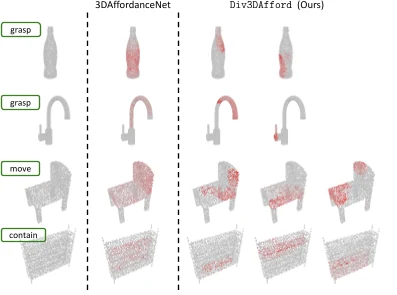 3DAffordanceNet
Div3DAfford (Ours)
grasp
grasp
move
contain